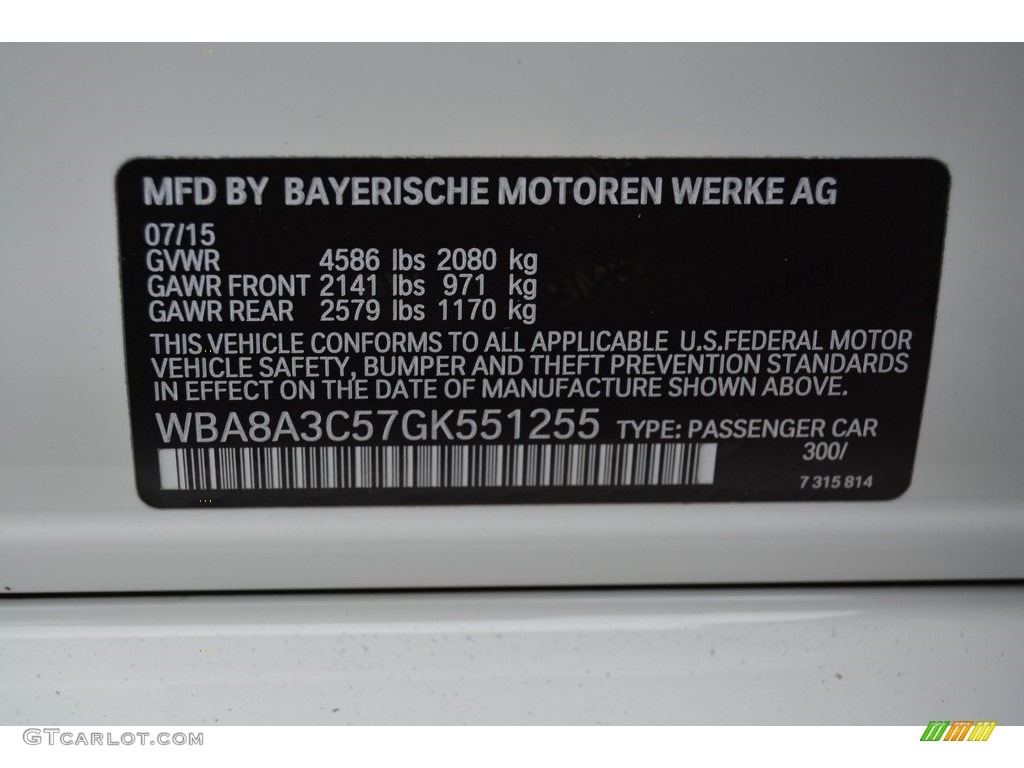 MFD BY BAYERISCHE MOTOREN WERKE AG
07/15
GVWR 4586 lbs 2080 kg
GAWR FRONT 2141 lbs 971 kg
GAWR REAR 2579 lbs 1170 kg
THIS VEHICLE CONFORMS TO ALL APPLICABLE U.S.FEDERAL MOTOR
VEHICLE SAFETY, BUMPER AND THEFT PREVENTION STANDARDS
IN EFFECT ON THE DATE OF MANUFACTURE SHOWN ABOVE.
WBA8A3C57GK551255 TYPE: PASSENGER CAR
300/
7 315 814
GTCARLOT.COM